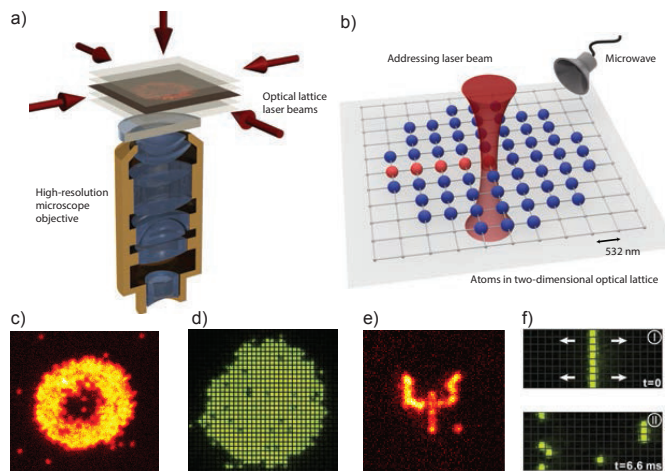 a)
Optical lattice
laser beams
High-resolution
microscope
objective
b)
Addressing laser beam
Microwave
532 nm
Atoms in two-dimensional optical lattice
c)
d)
e)
f)
I
t=0
II
t=6.6 ms